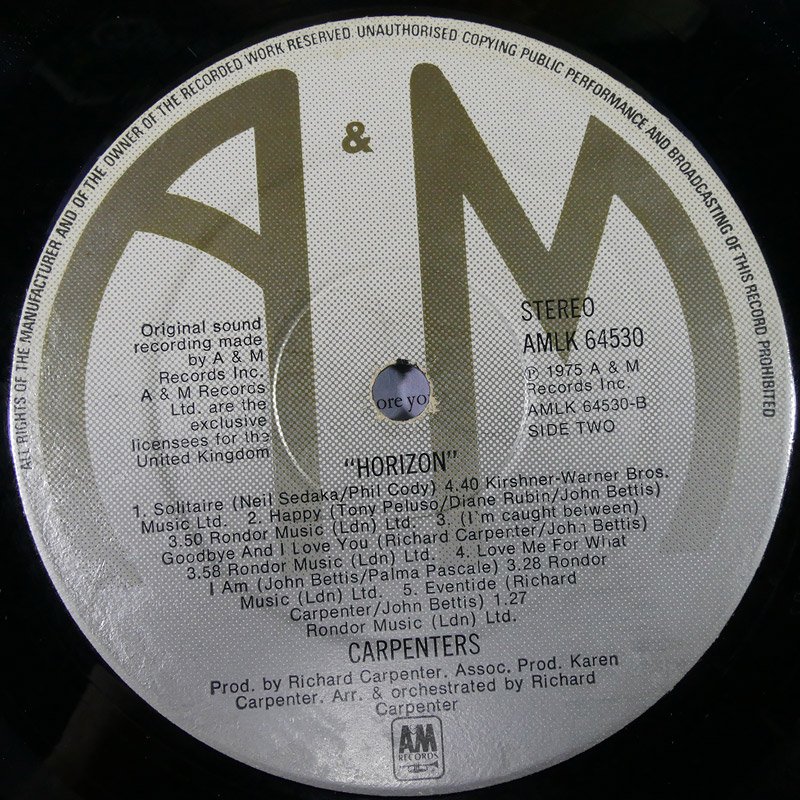 ALL RIGHTS OF THE MANUFACTURER AND OF THE OWNER OF THE RECORDED WORK RESERVED. UNAUTHORISED COPYING PUBLIC PERFORMANCE AND BROADCASTING OF THIS RECORD PROHIBITED
A & M
Original sound
recording made
by A & M
Records Inc.
A & M Records
Ltd. are the
exclusive
licensees for the
United Kingdom
STEREO
AMLK 64530
℗ 1975 A & M
Records Inc.
AMLK 64530-B
SIDE TWO
ore yo
"HORIZON"
1. Solitaire (Neil Sedaka/Phil Cody) 4.40 Kirshner-Warner Bros.
Music Ltd. 2. Happy (Tony Peluso/Diane Rubin/John Bettis)
3.50 Rondor Music (Ldn) Ltd. 3. (I'm caught between)
Goodbye And I Love You (Richard Carpenter/John Bettis)
3.58 Rondor Music (Ldn) Ltd. 4. Love Me For What
I Am (John Bettis/Palma Pascale) 3.28 Rondor
Music (Ldn) Ltd. 5. Eventide (Richard
Carpenter/John Bettis) 1.27
Rondor Music (Ldn) Ltd.
CARPENTERS
Prod. by Richard Carpenter. Assoc. Prod. Karen
Carpenter. Arr. & orchestrated by Richard
Carpenter
AM
RECORDS